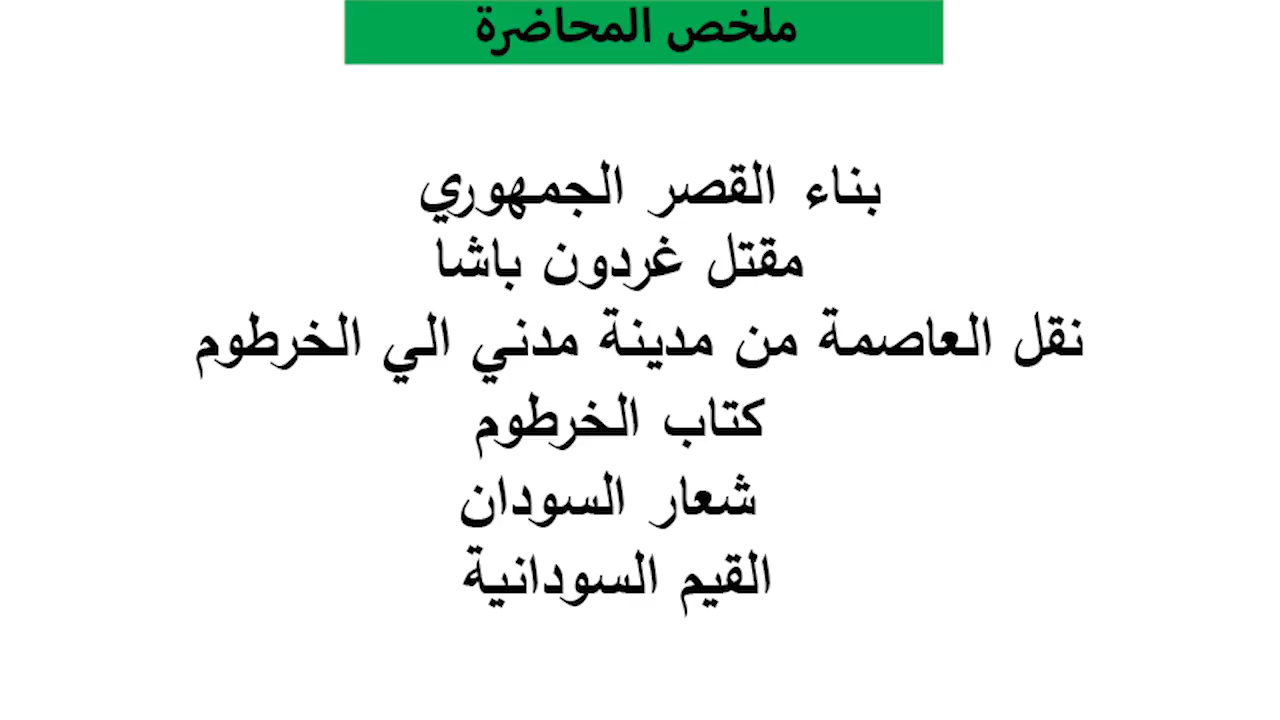 ملخص المحاضرة
بناء القصر الجمهوري
مقتل غردون باشا
نقل العاصمة من مدينة مدني الي الخرطوم
كتاب الخرطوم
شعار السودان
القيم السودانية